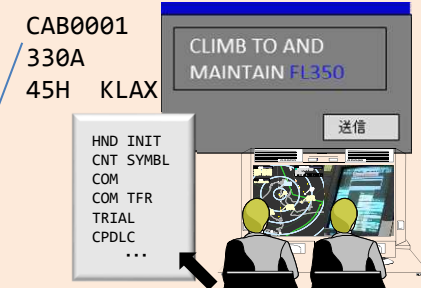 CAB0001
330A
45H KLAX
CLIMB TO AND
MAINTAIN FL350
送信
HND INIT
CNT SYMBL
COM
COM TFR
TRIAL
CPDLC
...